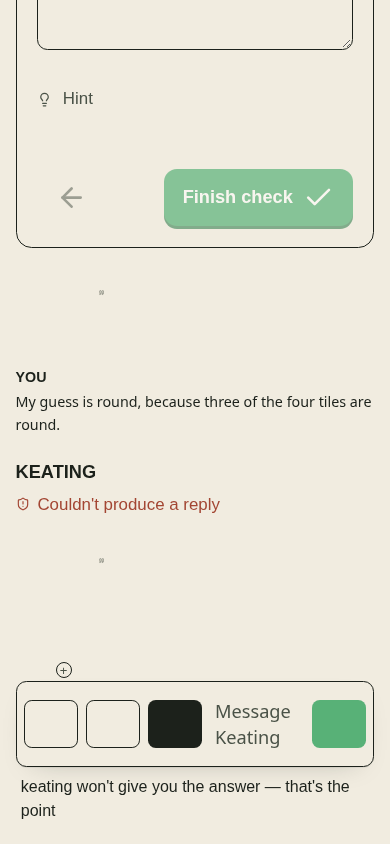 Hint
Finish check
YOU
My guess is round, because three of the four tiles are
round.
KEATING
Couldn't produce a reply
Message
Keating
keating won't give you the answer — that's the
point